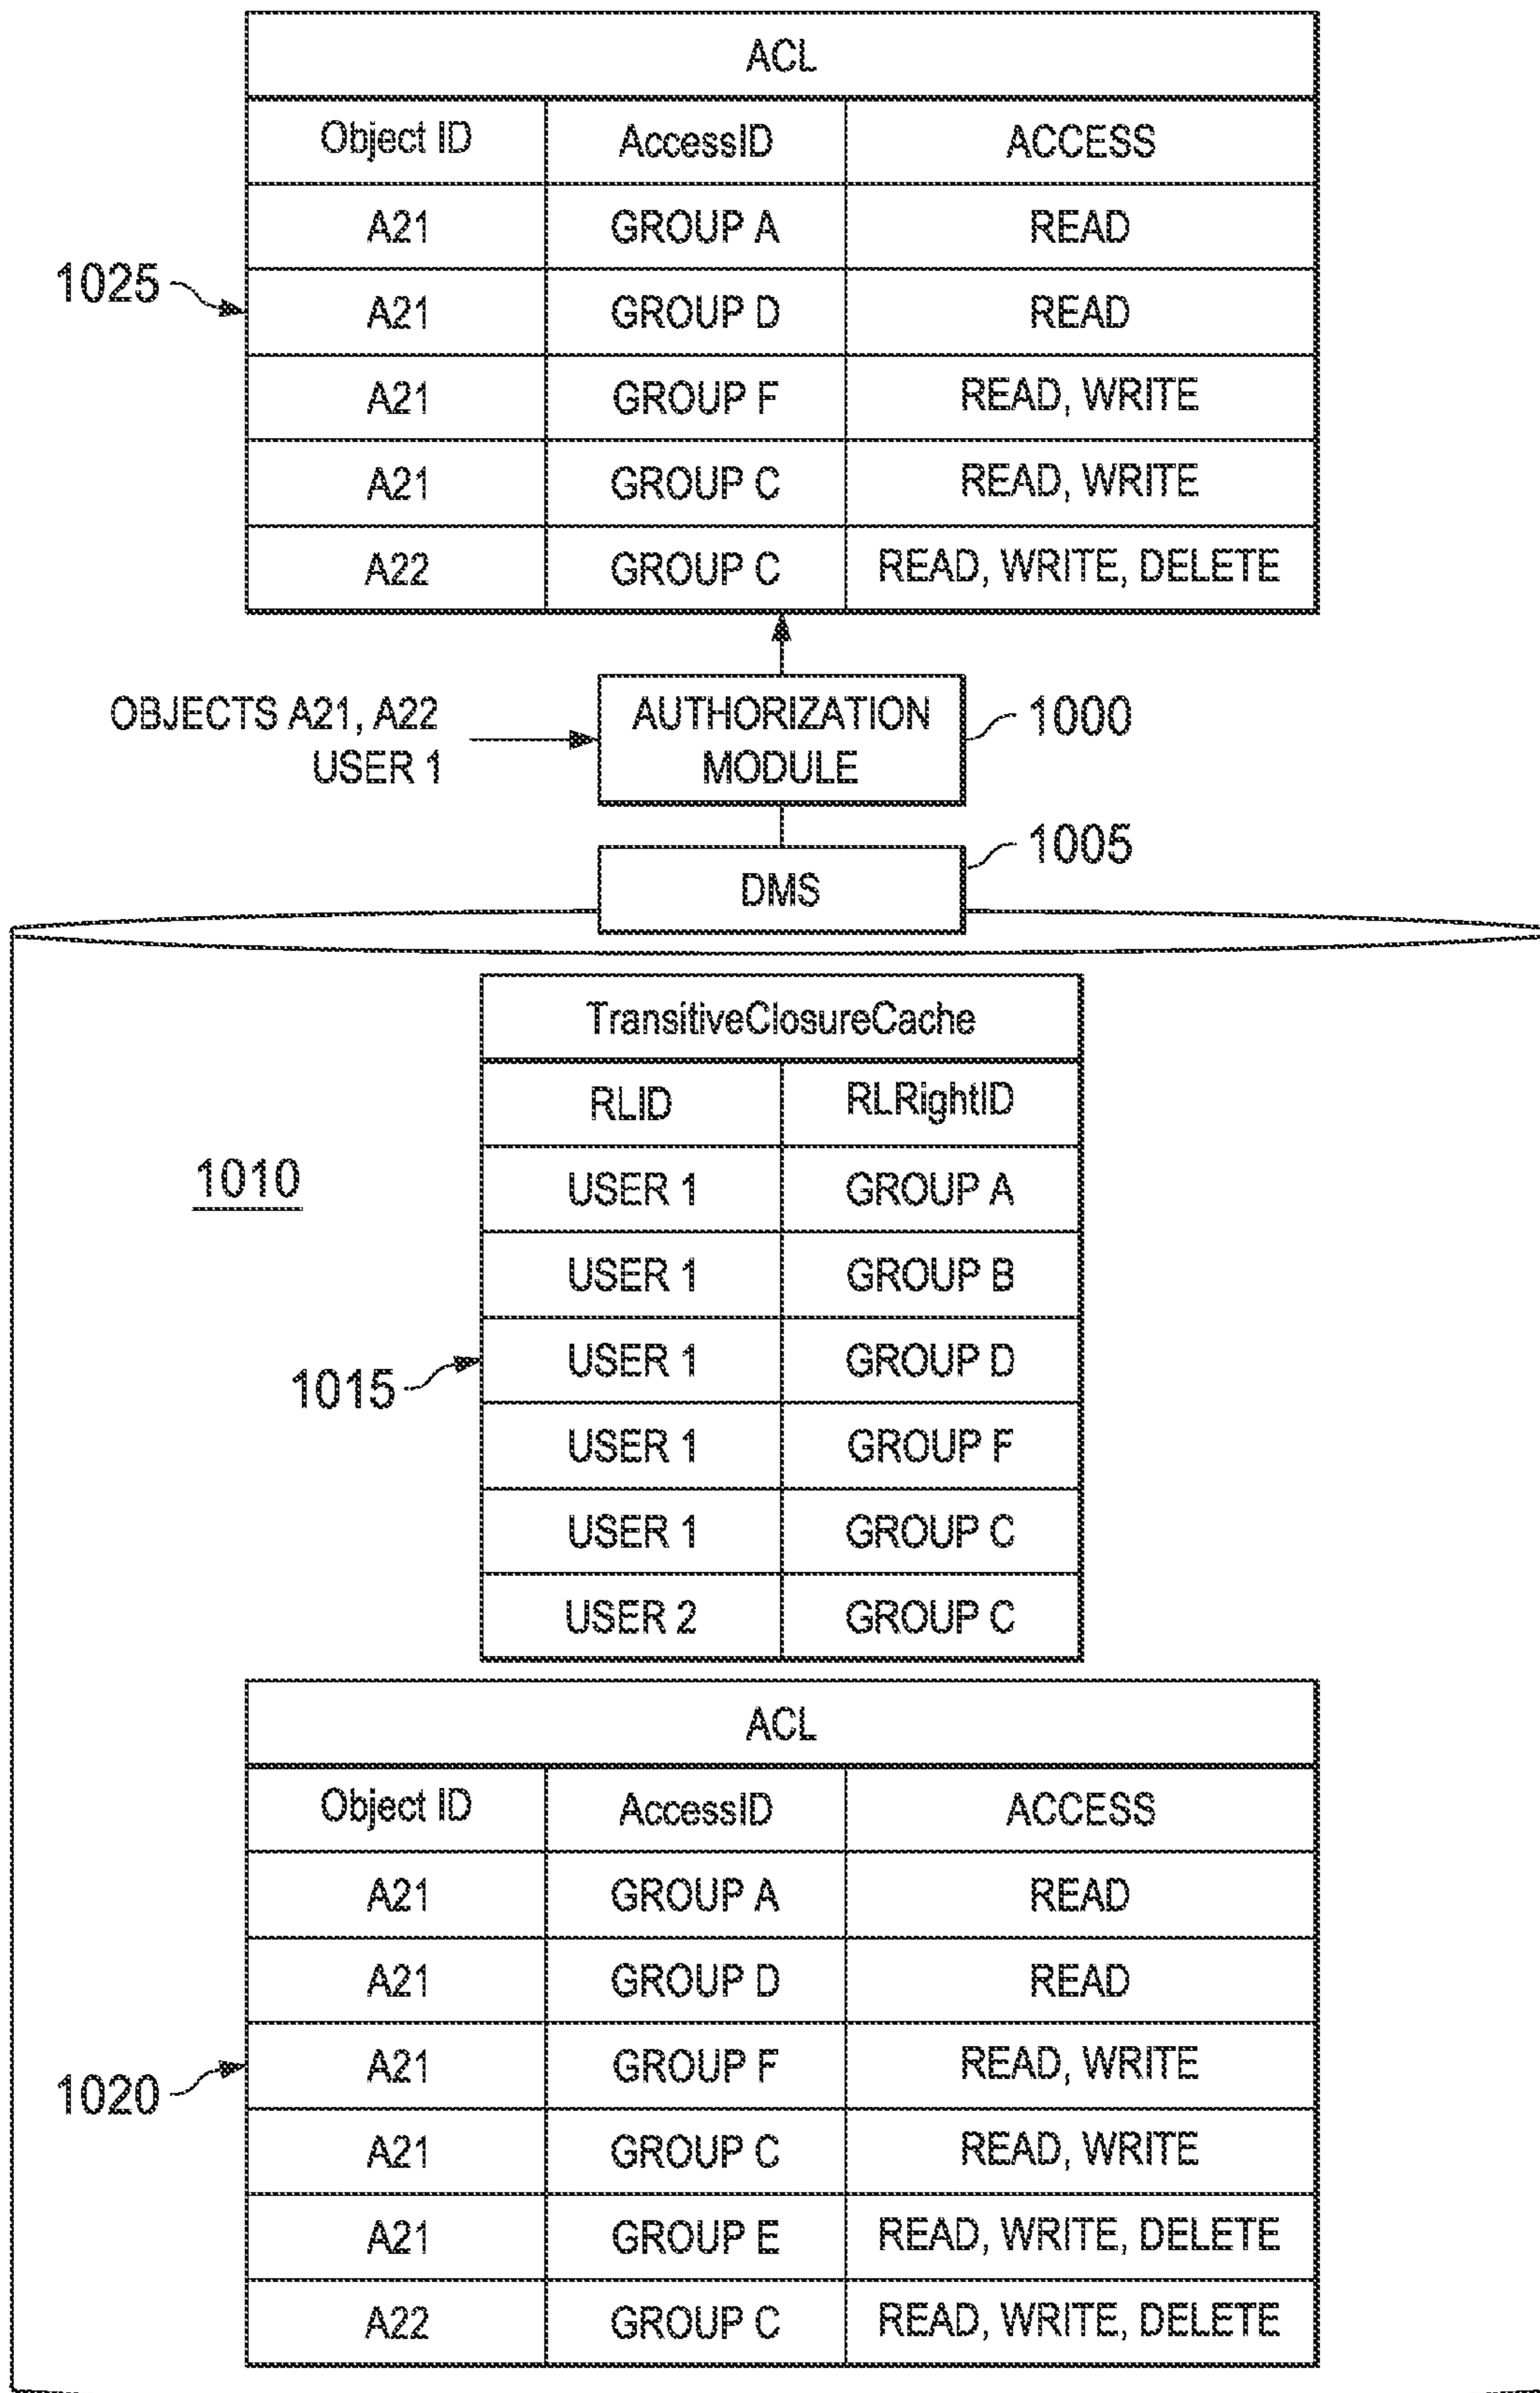 ACL
Object ID AccessID ACCESS
A21 GROUP A READ
1025 A21 GROUP D READ
A21 GROUP F READ, WRITE
A21 GROUP C READ, WRITE
A22 GROUP C READ, WRITE, DELETE
OBJECTS A21, A22
USER 1
AUTHORIZATION
MODULE
1000
1005
DMS
TransitiveClosureCache
RLID RLRightID
1010
USER 1 GROUP A
USER 1 GROUP B
1015 USER 1 GROUP D
USER 1 GROUP F
USER 1 GROUP C
USER 2 GROUP C
ACL
Object ID AccessID ACCESS
A21 GROUP A READ
A21 GROUP D READ
1020 A21 GROUP F READ, WRITE
A21 GROUP C READ, WRITE
A21 GROUP E READ, WRITE, DELETE
A22 GROUP C READ, WRITE, DELETE